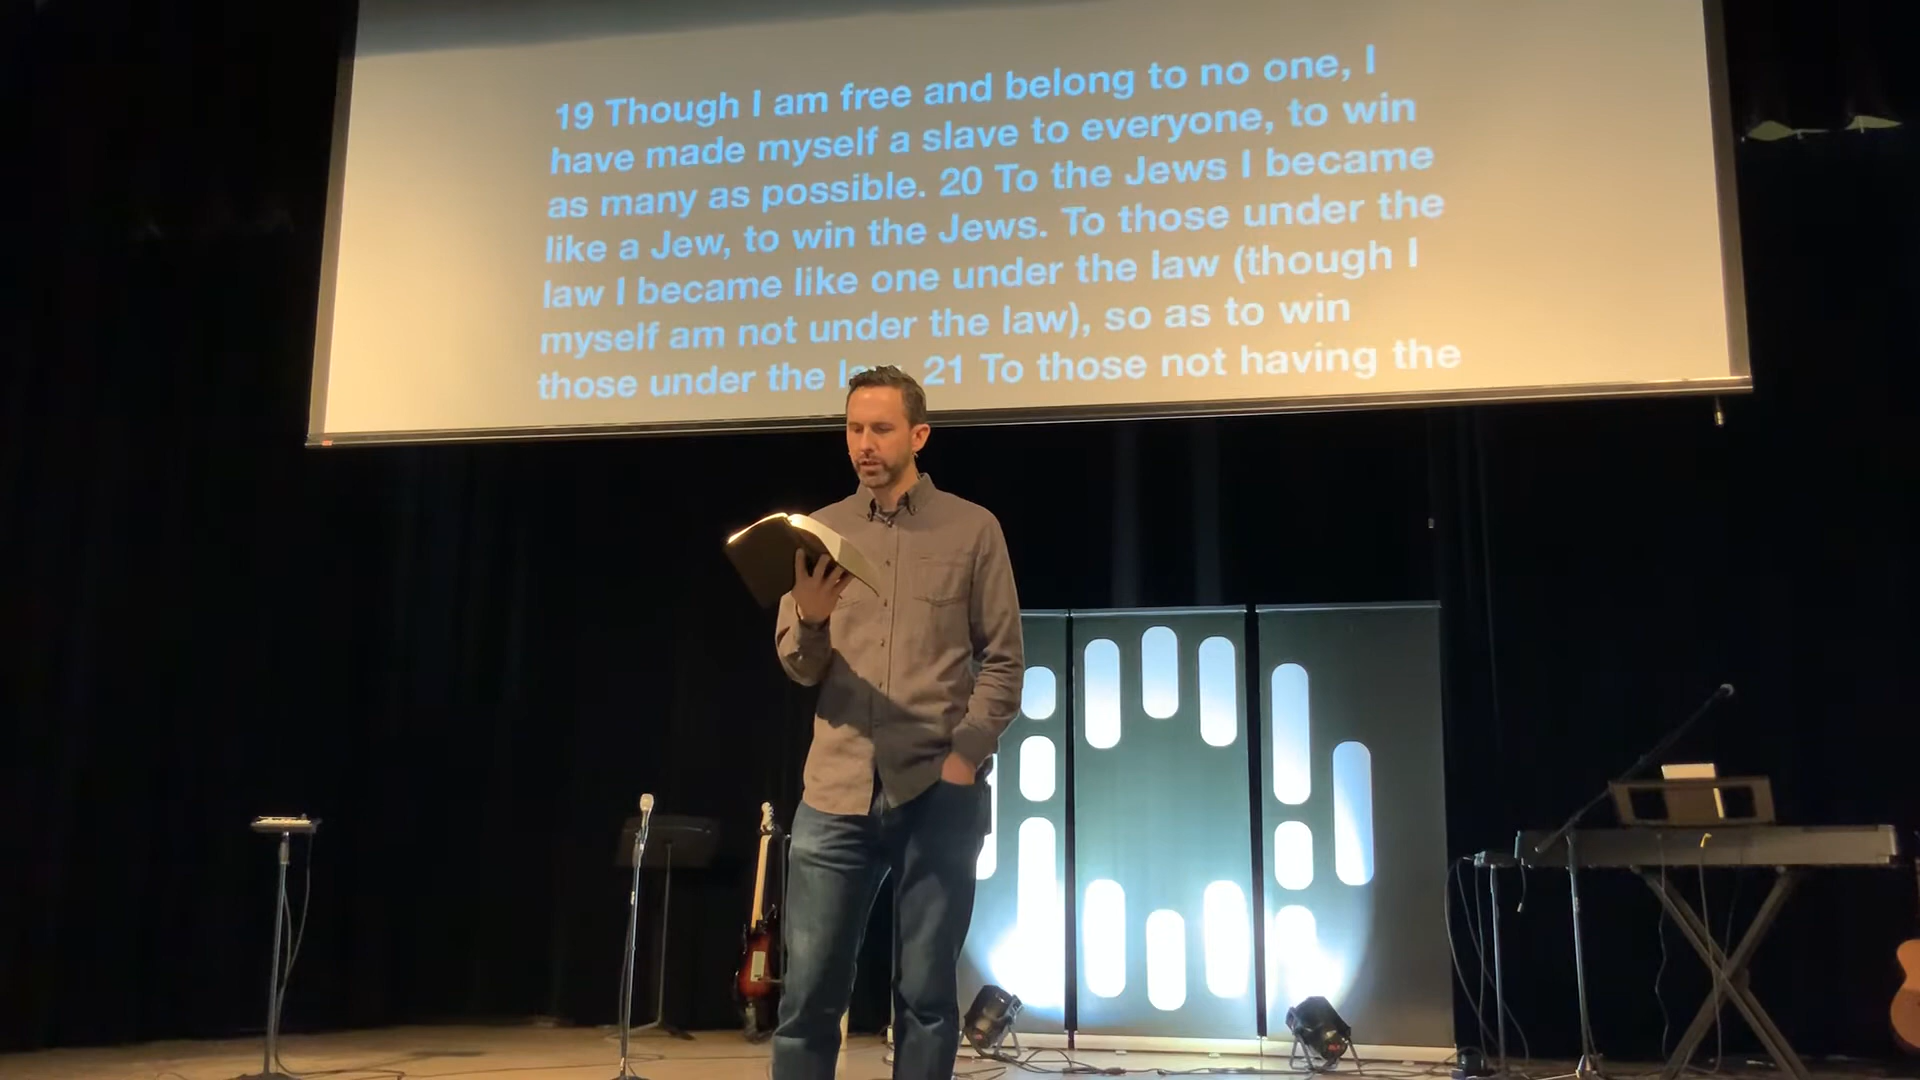 19 Though I am free and belong to no one, I
have made myself a slave to everyone, to win
as many as possible. 20 To the Jews I became
like a Jew, to win the Jews. To those under the
law I became like one under the law (though I
myself am not under the law), so as to win
those under the 21 To those not having the